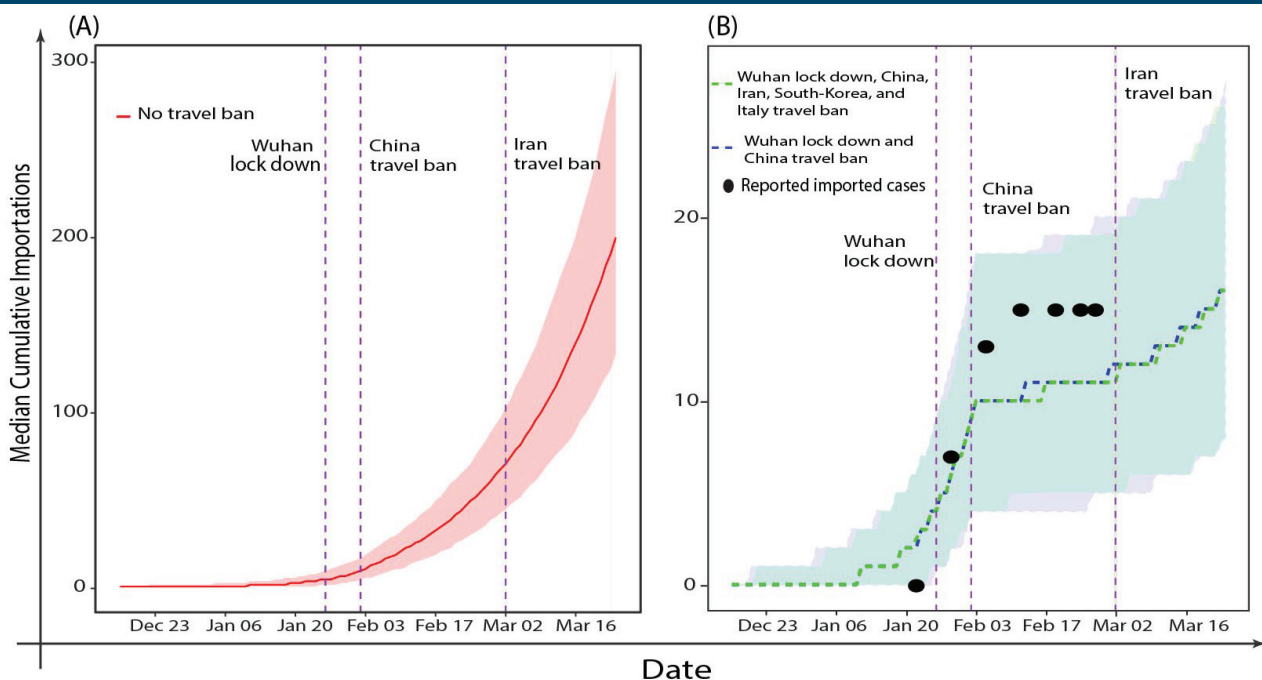 (A)
(B)
Median Cumulative Importations
300
200
100
0
No travel ban
Wuhan
lock down
China
travel ban
Iran
travel ban
Dec 23
Jan 06
Jan 20
Feb 03
Feb 17
Mar 02
Mar 16
20
10
0
Wuhan lock down, China,
Iran, South-Korea, and
Italy travel ban
Wuhan lock down and
China travel ban
Reported imported cases
Wuhan
lock down
China
travel ban
Iran
travel ban
Dec 23
Jan 06
Jan 20
Feb 03
Feb 17
Mar 02
Mar 16
Date